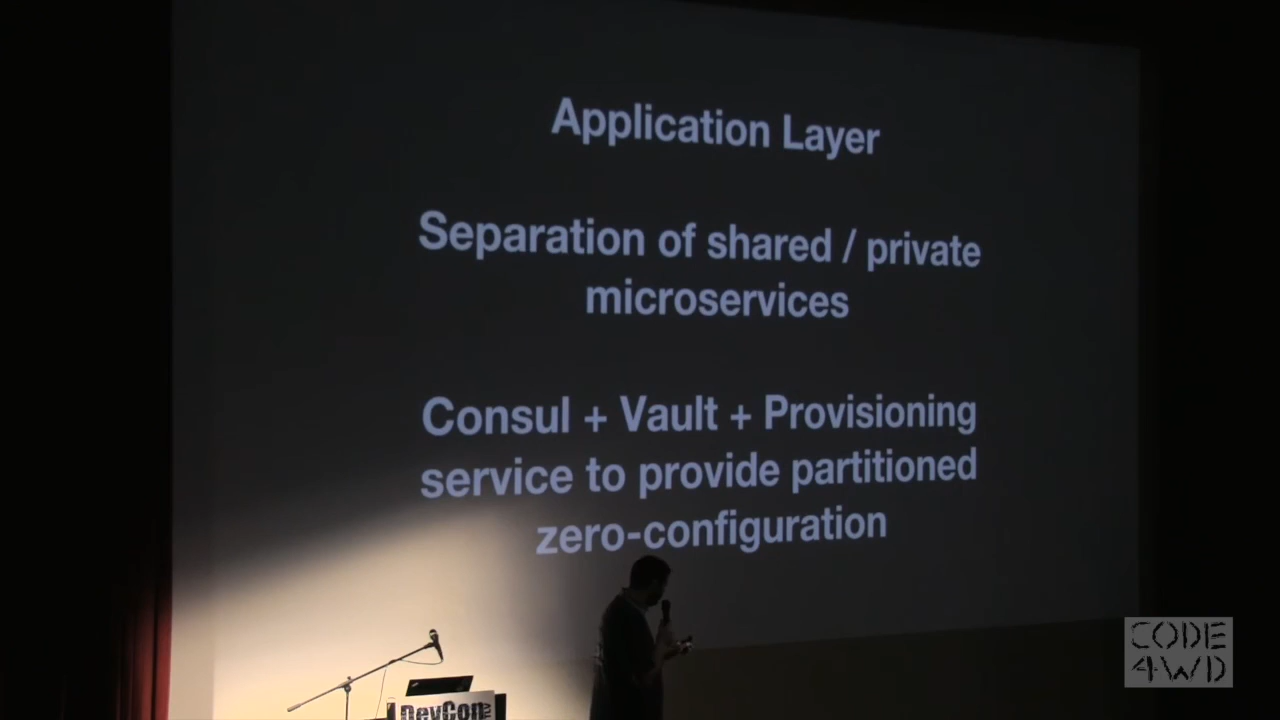 Application Layer
Separation of shared / private
microservices
Consul + Vault + Provisioning
service to provide partitioned
zero-configuration
DevCon TLV
CODE
4WD